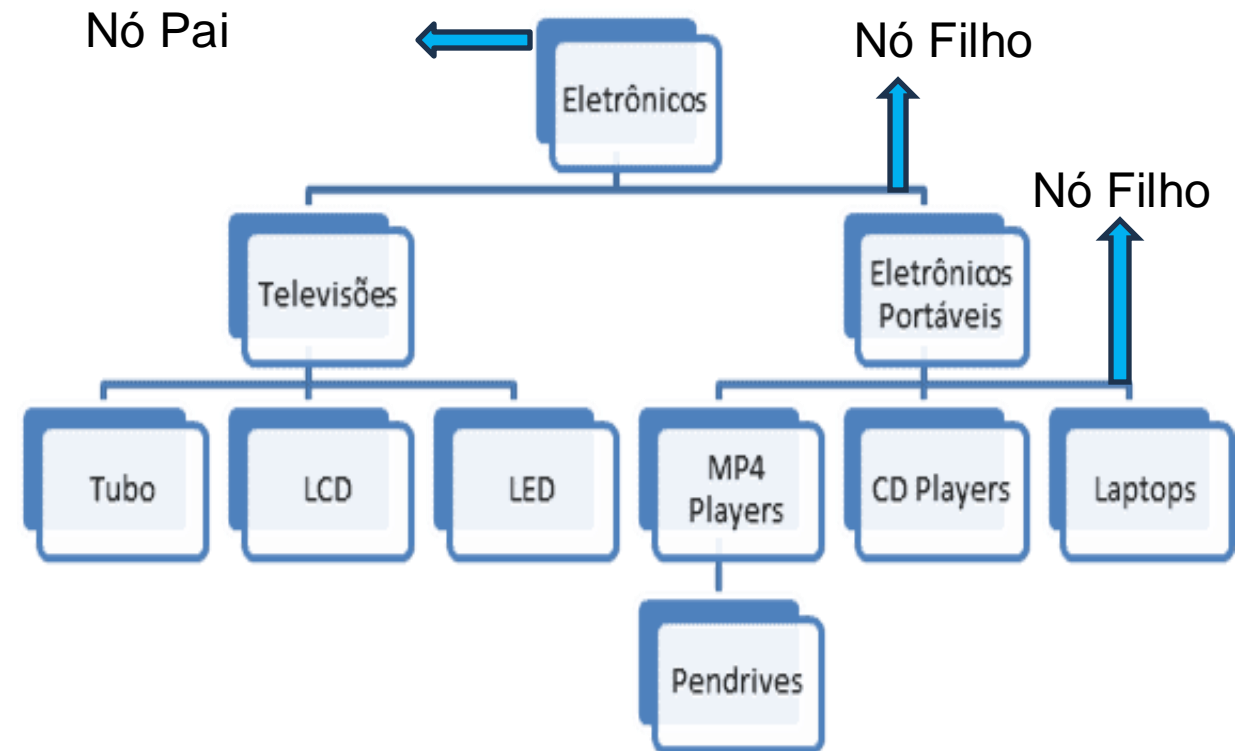 Nó Pai
Nó Filho
Eletrônicos
Nó Filho
Televisões
Eletrônicos
Portáveis
Tubo
LCD
LED
MP4
Players
CD Players
Laptops
Pendrives